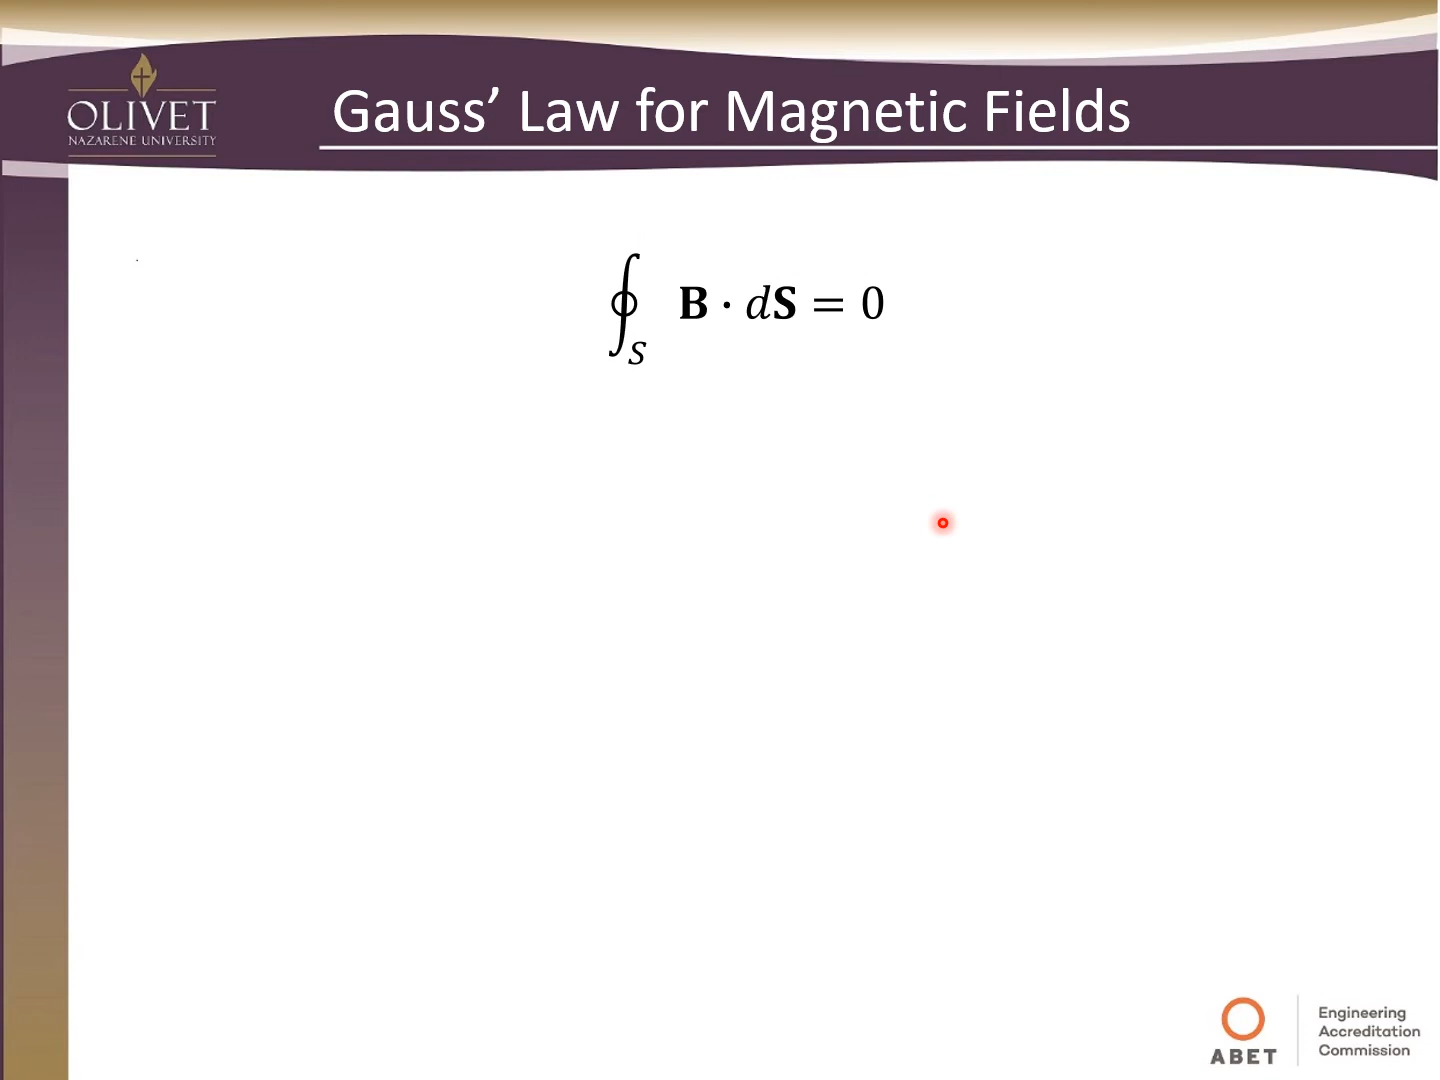 OLIVET
NAZARENE UNIVERSITY
Gauss’ Law for Magnetic Fields
∮_S 𝐁 · d𝐒 = 0
ABET
Engineering
Accreditation
Commission